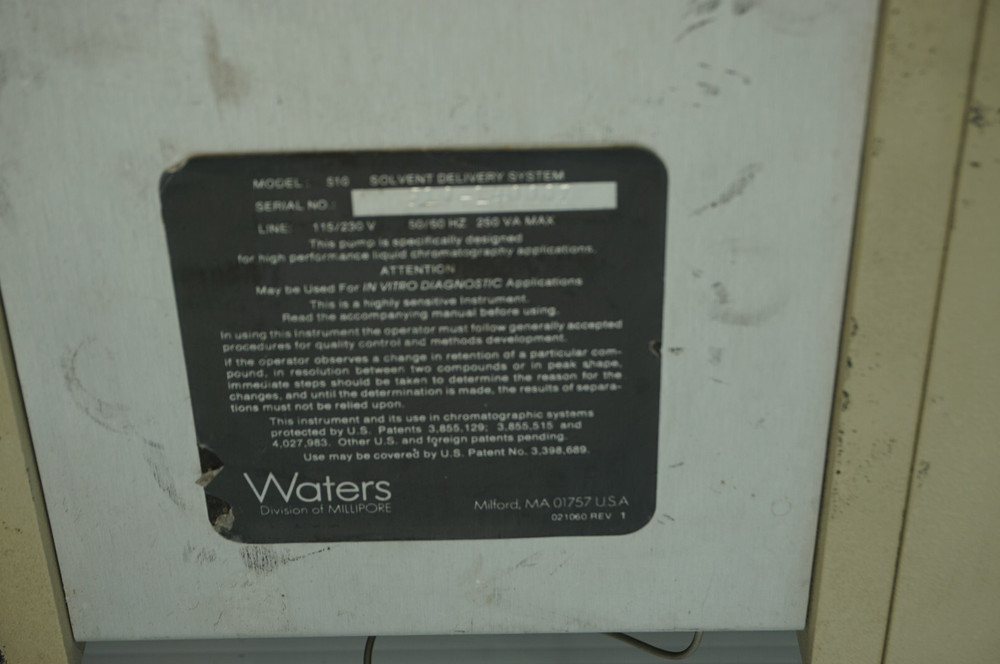 MODEL: 510 SOLVENT DELIVERY SYSTEM
SERIAL NO.:
LINE: 115/230 V 50/60 HZ 250 VA MAX
This pump is specifically designed
for high performance liquid chromatography applications.
ATTENTION
May be Used For IN VITRO DIAGNOSTIC Applications
This is a highly sensitive Instrument.
Read the accompanying manual before using.
In using this Instrument the operator must follow generally accepted
procedures for quality control and methods development.
if the operator observes a change in retention of a particular com-
pound, in resolution between two compounds or in peak shape,
immediate steps should be taken to determine the reason for the
changes, and until the determination is made, the results of separa-
tions must not be relied upon.
This instrument and its use in chromatographic systems
protected by U.S. Patents 3,855,129; 3,855,515 and
4,027,983. Other U.S. and foreign patents pending.
Use may be covered by U.S. Patent No. 3,398,689.
Waters
Division of MILLIPORE
Milford, MA 01757 U.S.A
021060 REV 1